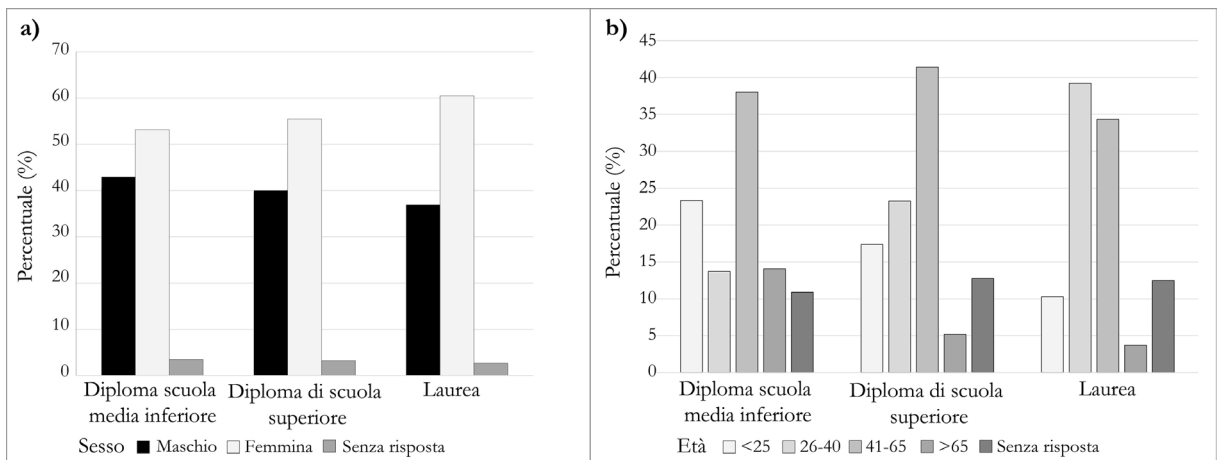 a)
70
60
50
40
30
20
10
0
Percentuale (%)
Diploma scuola
media inferiore
Diploma di scuola
superiore
Laurea
Sesso Maschio Femmina Senza risposta
b)
45
40
35
30
25
20
15
10
5
0
Percentuale (%)
Diploma scuola
media inferiore
Diploma di scuola
superiore
Laurea
Età <25 26-40 41-65 >65 Senza risposta